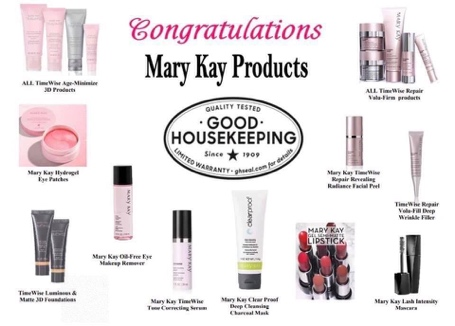 Congratulations
Mary Kay Products
ALL TimeWise Age-Minimize
3D Products
ALL TimeWise Repair
Volu-Firm products
QUALITY TESTED
GOOD
HOUSEKEEPING
Since ★ 1909
LIMITED WARRANTY • ghseal.com for details
Mary Kay Hydrogel
Eye Patches
Mary Kay TimeWise
Repair Revealing
Radiance Facial Peel
TimeWise Repair
Volu-Fill Deep
Wrinkle Filler
MARY KAY
clearproof
MARY KAY
GEL SEMI-MATTE
LIPSTICK
Mary Kay Oil-Free Eye
Makeup Remover
TimeWise Luminous &
Matte 3D Foundations
Mary Kay TimeWise
Tone Correcting Serum
Mary Kay Clear Proof
Deep Cleansing
Charcoal Mask
Mary Kay Lash Intensity
Mascara